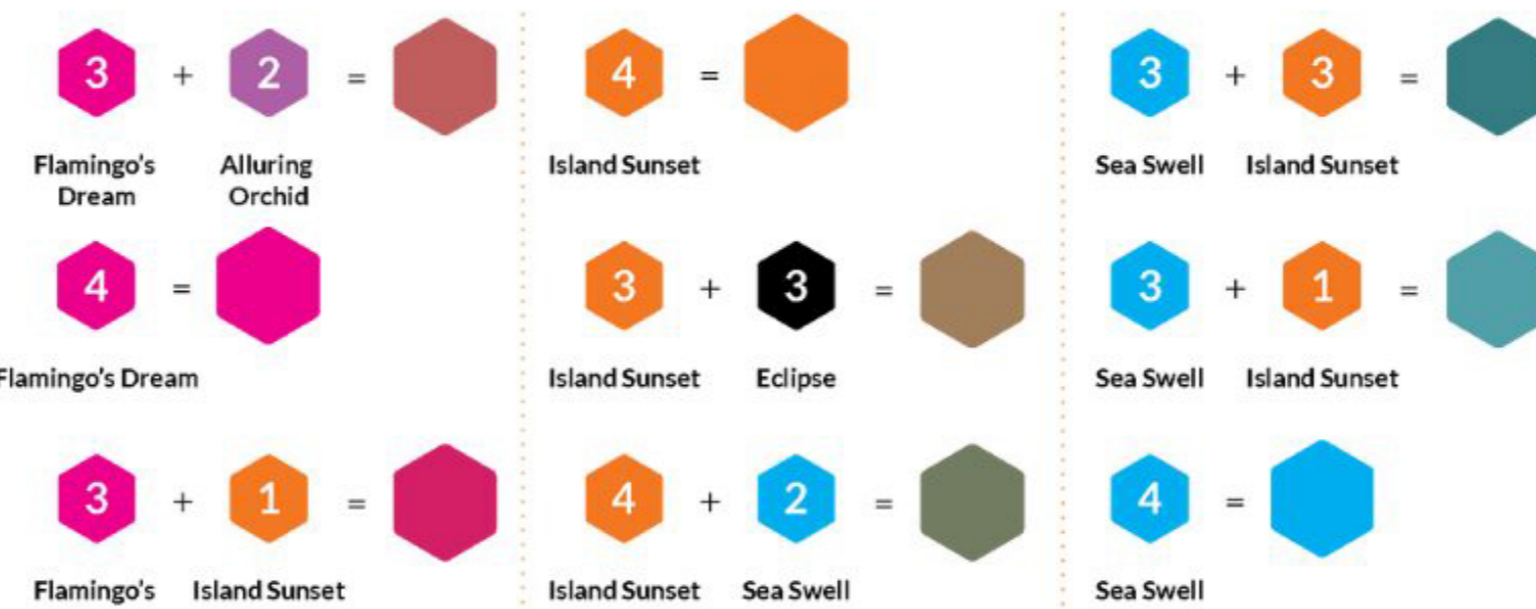 3 + 2 =
Flamingo's Alluring
Dream Orchid
4 =
Flamingo's Dream
3 + 1 =
Flamingo's Island Sunset
4 =
Island Sunset
3 + 3 =
Island Sunset Eclipse
4 + 2 =
Island Sunset Sea Swell
3 + 3 =
Sea Swell Island Sunset
3 + 1 =
Sea Swell Island Sunset
4 =
Sea Swell